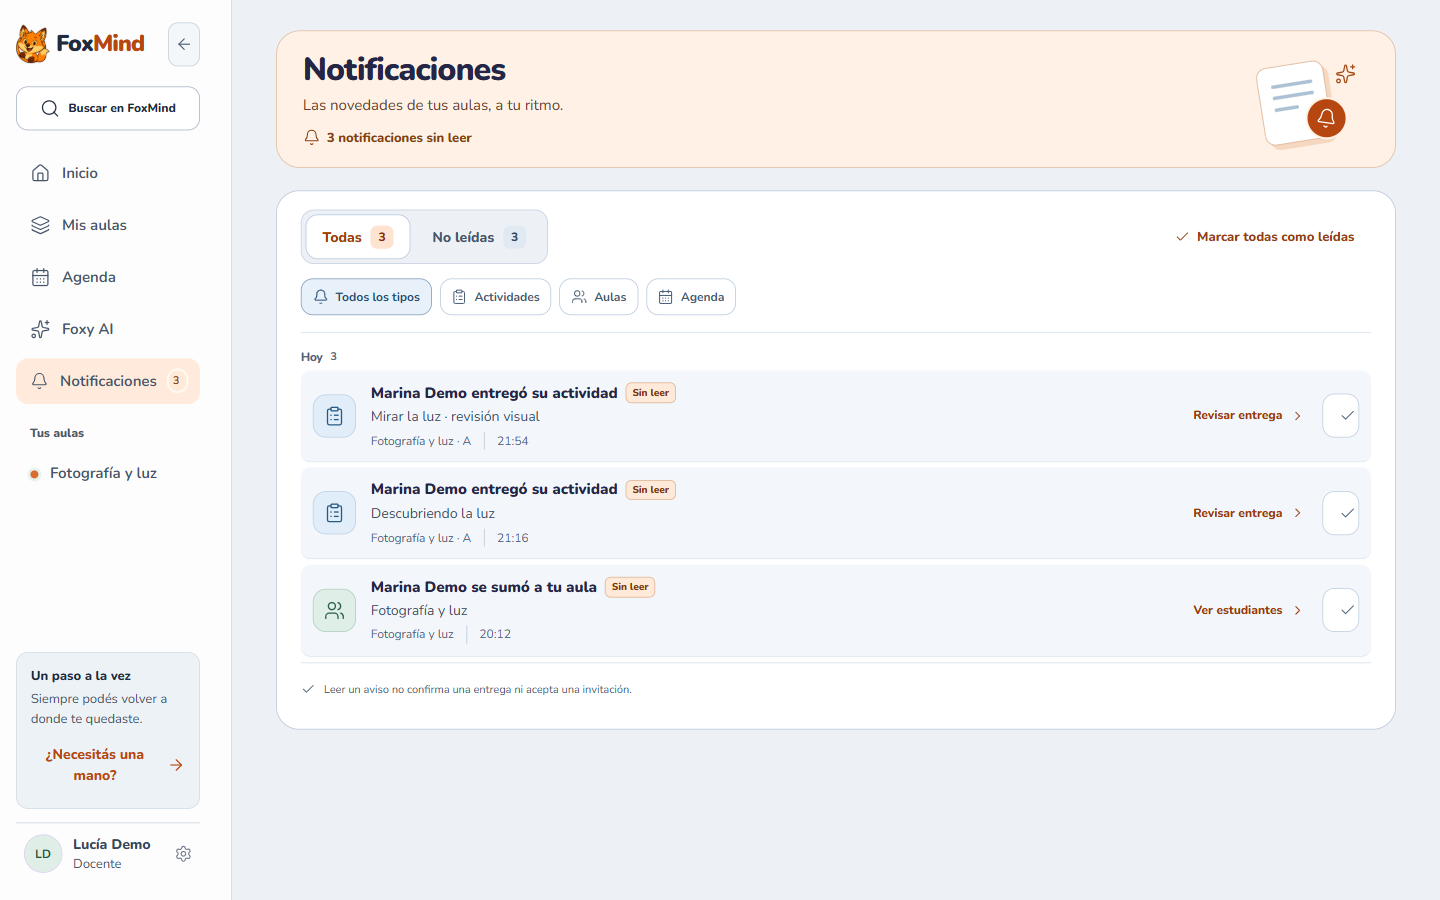 FoxMind
Buscar en FoxMind
Inicio
Mis aulas
Agenda
Foxy AI
Notificaciones 3
Tus aulas
Fotografía y luz
Un paso a la vez
Siempre podés volver a
donde te quedaste.
¿Necesitás una
mano?
LD
Lucía Demo
Docente
Notificaciones
Las novedades de tus aulas, a tu ritmo.
3 notificaciones sin leer
Todas 3 No leídas 3
Marcar todas como leídas
Todos los tipos Actividades Aulas Agenda
Hoy 3
Marina Demo entregó su actividad Sin leer
Mirar la luz · revisión visual
Fotografía y luz · A 21:54
Revisar entrega
Marina Demo entregó su actividad Sin leer
Descubriendo la luz
Fotografía y luz · A 21:16
Revisar entrega
Marina Demo se sumó a tu aula Sin leer
Fotografía y luz
Fotografía y luz 20:12
Ver estudiantes
Leer un aviso no confirma una entrega ni acepta una invitación.